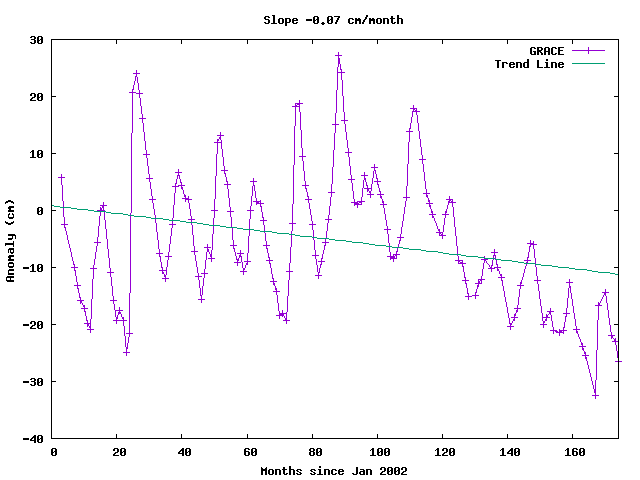 Slope -0.07 cm/month
GRACE
Trend Line
30
20
10
0
-10
-20
-30
-40
Anomaly (cm)
0 20 40 60 80 100 120 140 160
Months since Jan 2002